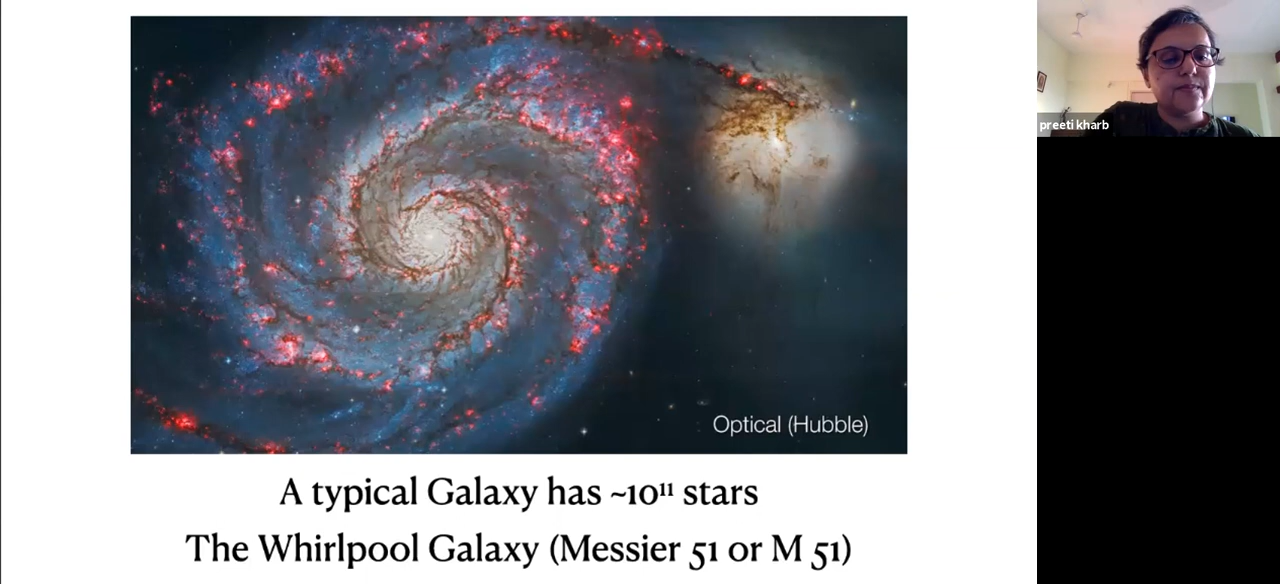 Optical (Hubble)
A typical Galaxy has ~10¹¹ stars
The Whirlpool Galaxy (Messier 51 or M 51)
preeti kharb